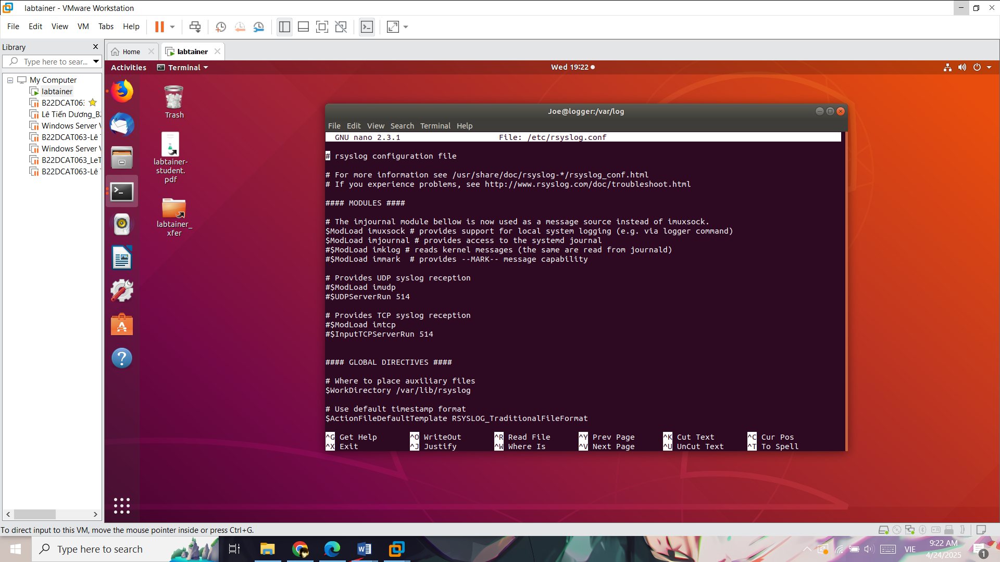 labtainer - VMware Workstation
File Edit View VM Tabs Help
Library
Type here to sear...
My Computer
labtainer
B22DCAT063
Lê Tiến Dương_B2
Windows Server
B22DCAT063-Lê
Windows Server
B22DCAT063_LeT
B22DCAT063-Lê
Home
labtainer
Activities
Terminal
Wed 19:22
Trash
labtainer-
student.
pdf
labtainer_
xfer
Joe@logger:/var/log
File Edit View Search Terminal Help
GNU nano 2.3.1 File: /etc/rsyslog.conf
# rsyslog configuration file
# For more information see /usr/share/doc/rsyslog-*/rsyslog_conf.html
# If you experience problems, see http://www.rsyslog.com/doc/troubleshoot.html
#### MODULES ####
# The imjournal module bellow is now used as a message source instead of imuxsock.
$ModLoad imuxsock # provides support for local system logging (e.g. via logger command)
$ModLoad imjournal # provides access to the systemd journal
#$ModLoad imklog # reads kernel messages (the same are read from journald)
#$ModLoad immark  # provides --MARK-- message capability
# Provides UDP syslog reception
#$ModLoad imudp
#$UDPServerRun 514
# Provides TCP syslog reception
#$ModLoad imtcp
#$InputTCPServerRun 514
#### GLOBAL DIRECTIVES ####
# Where to place auxiliary files
$WorkDirectory /var/lib/rsyslog
# Use default timestamp format
$ActionFileDefaultTemplate RSYSLOG_TraditionalFileFormat
^G Get Help ^O WriteOut ^R Read File ^Y Prev Page ^K Cut Text ^C Cur Pos
^X Exit ^J Justify ^W Where Is ^V Next Page ^U UnCut Text ^T To Spell
To direct input to this VM, move the mouse pointer inside or press Ctrl+G.
Type here to search
VIE
9:22 AM
4/24/2025
1